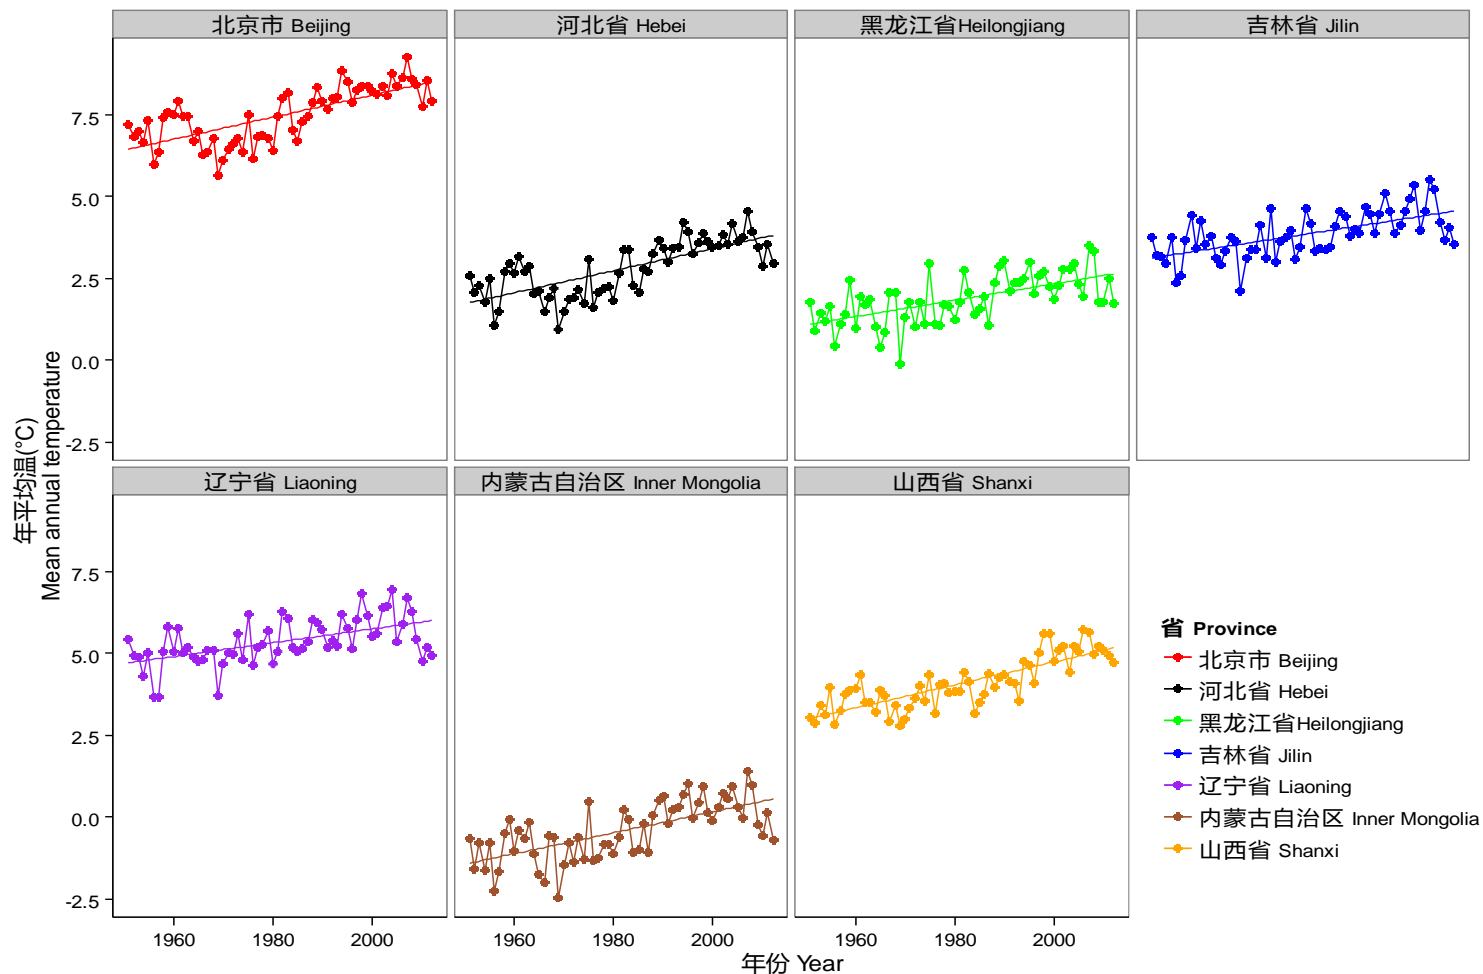 北京市 Beijing
河北省 Hebei
黑龙江省Heilongjiang
吉林省 Jilin
7.5
5.0
2.5
0.0
-2.5
辽宁省 Liaoning
内蒙古自治区 Inner Mongolia
山西省 Shanxi
7.5
5.0
2.5
0.0
-2.5
年平均温(°C)
Mean annual temperature
1960 1980 2000
1960 1980 2000
1960 1980 2000
年份 Year
省 Province
北京市 Beijing
河北省 Hebei
黑龙江省Heilongjiang
吉林省 Jilin
辽宁省 Liaoning
内蒙古自治区 Inner Mongolia
山西省 Shanxi